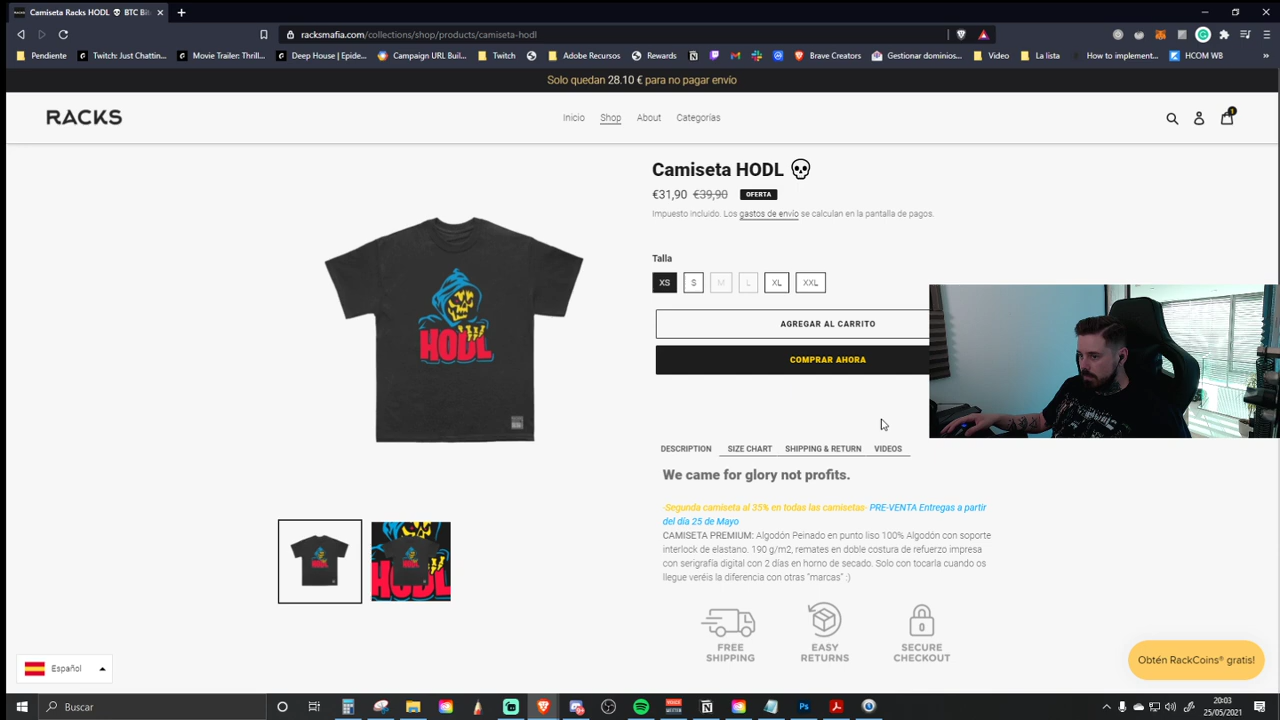 Camiseta Racks HODL 💀 BTC Bit
racksmafia.com/collections/shop/products/camiseta-hodl
Pendiente
Twitch: Just Chattin...
Movie Trailer: Thrill...
Deep House | Epide...
Campaign URL Buil...
Twitch
Adobe Recursos
Rewards
Brave Creators
Gestionar dominios...
Video
La lista
How to implement...
HCOM WB
Solo quedan 28.10 € para no pagar envío
RACKS
Inicio
Shop
About
Categorías
1
Camiseta HODL 💀
€31,90 €39,90 OFERTA
Impuesto incluido. Los gastos de envío se calculan en la pantalla de pagos.
Talla
XS
S
M
L
XL
XXL
AGREGAR AL CARRITO
COMPRAR AHORA
HODL
DESCRIPTION
SIZE CHART
SHIPPING & RETURN
VIDEOS
We came for glory not profits.
-Segunda camiseta al 35% en todas las camisetas- PRE-VENTA Entregas a partir
del día 25 de Mayo
CAMISETA PREMIUM: Algodón Peinado en punto liso 100% Algodón con soporte
interlock de elastano. 190 g/m2, remates en doble costura de refuerzo impresa
con serigrafía digital con 2 días en horno de secado. Solo con tocarla cuando os
llegue veréis la diferencia con otras "marcas" :)
HODL
FREE
SHIPPING
EASY
RETURNS
SECURE
CHECKOUT
Español
Obtén RackCoins® gratis!
Buscar
20:03
25/05/2021